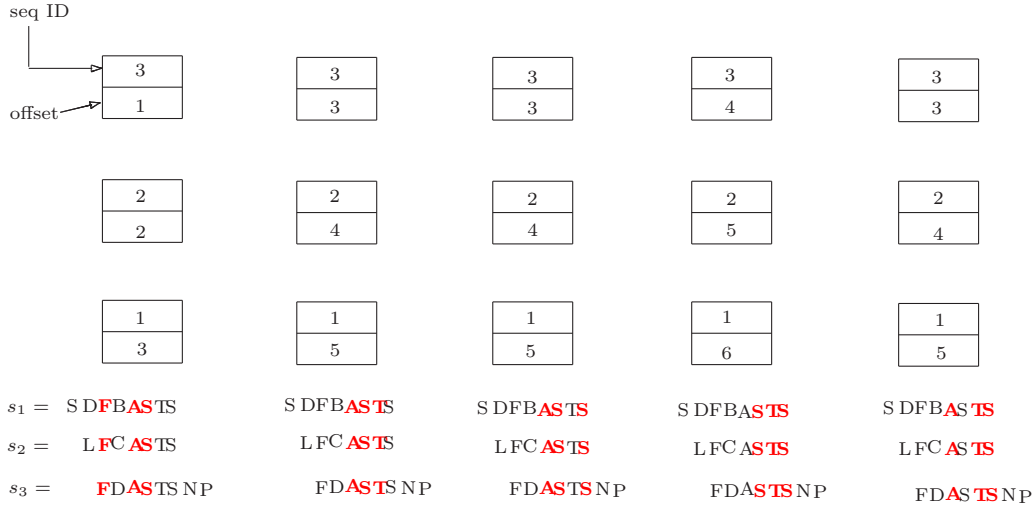 seq ID
3 3 3 3 3
offset
1 3 3 4 3
2 2 2 2 2
2 4 4 5 4
1 1 1 1 1
3 5 5 6 5
s1 = SDFBASTS SDFBASTS SDFBASTS SDFBASTS SDFBASTS
s2 = LFCASTS LFCASTS LFCASTS LFCASTS LFCASTS
s3 = FDASTSNP FDASTSNP FDASTSNP FDASTSNP FDASTSNP